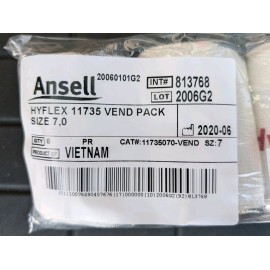 Ansell 20060101G2
INT# 813768
LOT 2006G2
HYFLEX 11735 VEND PACK
SIZE 7,0
2020-06
QTY 6 PR CAT#:11735070-VEND SZ:7
PRODUCT OF VIETNAM